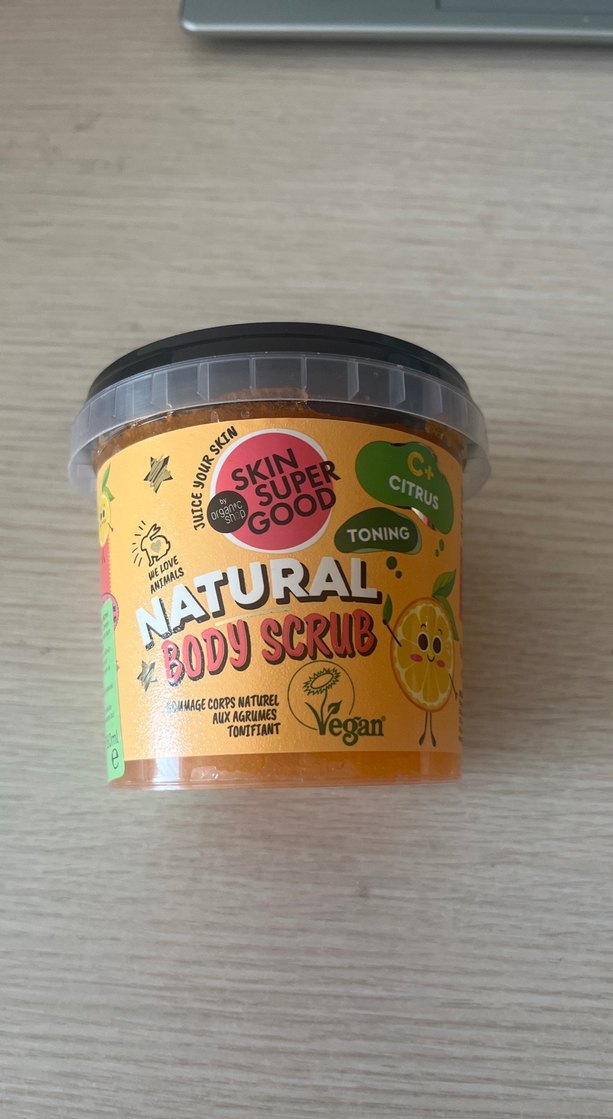 JUICE YOUR SKIN
SKIN
SUPER
GOOD
by
organic
shop
C+
CITRUS
TONING
WE LOVE
ANIMALS
NATURAL
BODY SCRUB
GOMMAGE CORPS NATUREL
AUX AGRUMES
TONIFIANT
Vegan
e